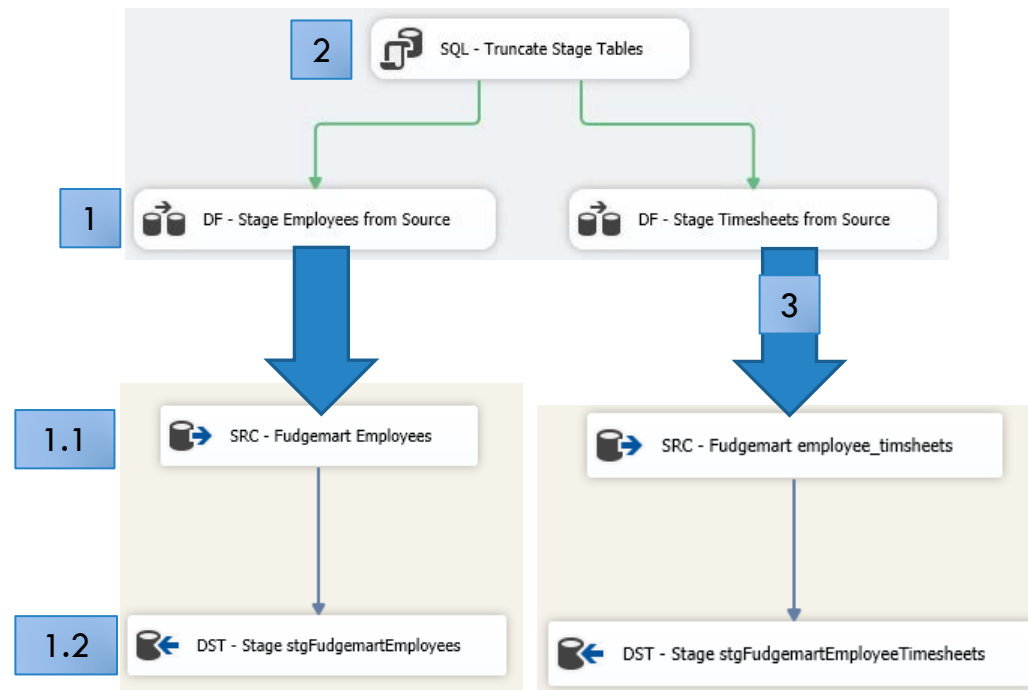 2
SQL - Truncate Stage Tables
1
DF - Stage Employees from Source
DF - Stage Timesheets from Source
3
1.1
SRC - Fudgemart Employees
SRC - Fudgemart employee_timsheets
1.2
DST - Stage stgFudgemartEmployees
DST - Stage stgFudgemartEmployeeTimesheets